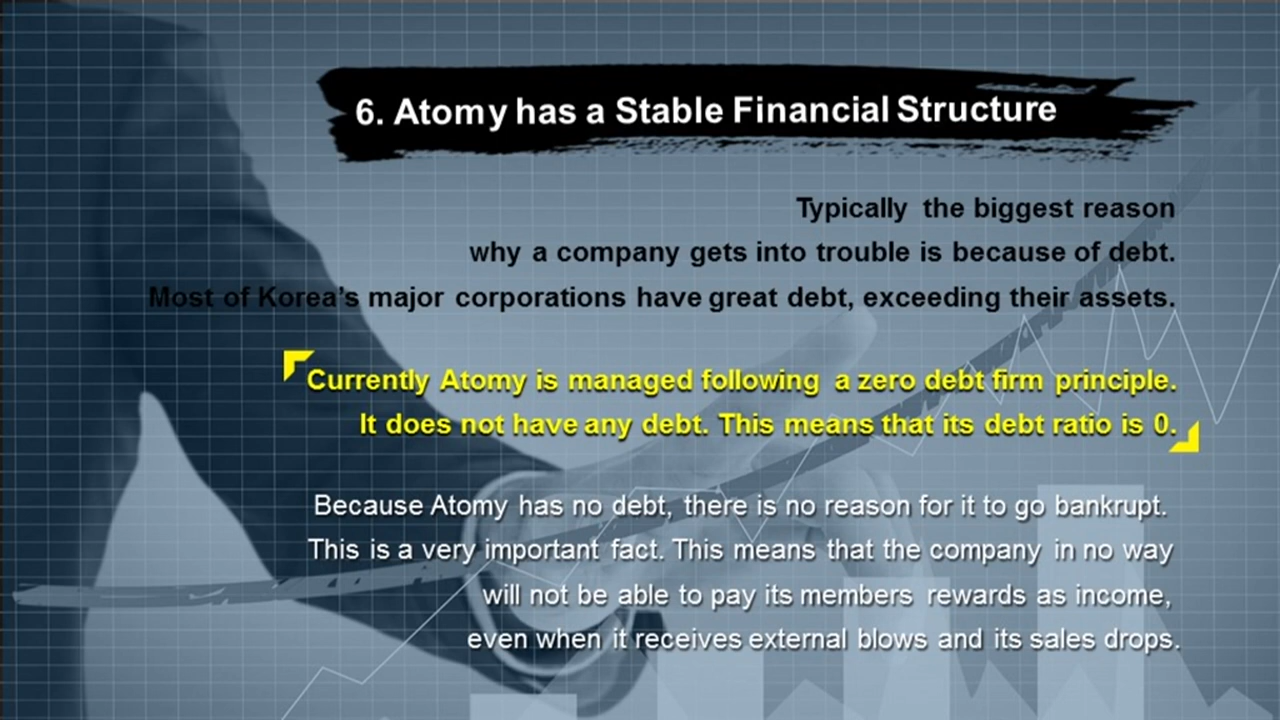 6. Atomy has a Stable Financial Structure
Typically the biggest reason
why a company gets into trouble is because of debt.
Most of Korea's major corporations have great debt, exceeding their assets.
Currently Atomy is managed following a zero debt firm principle.
It does not have any debt. This means that its debt ratio is 0.
Because Atomy has no debt, there is no reason for it to go bankrupt.
This is a very important fact. This means that the company in no way
will not be able to pay its members rewards as income,
even when it receives external blows and its sales drops.